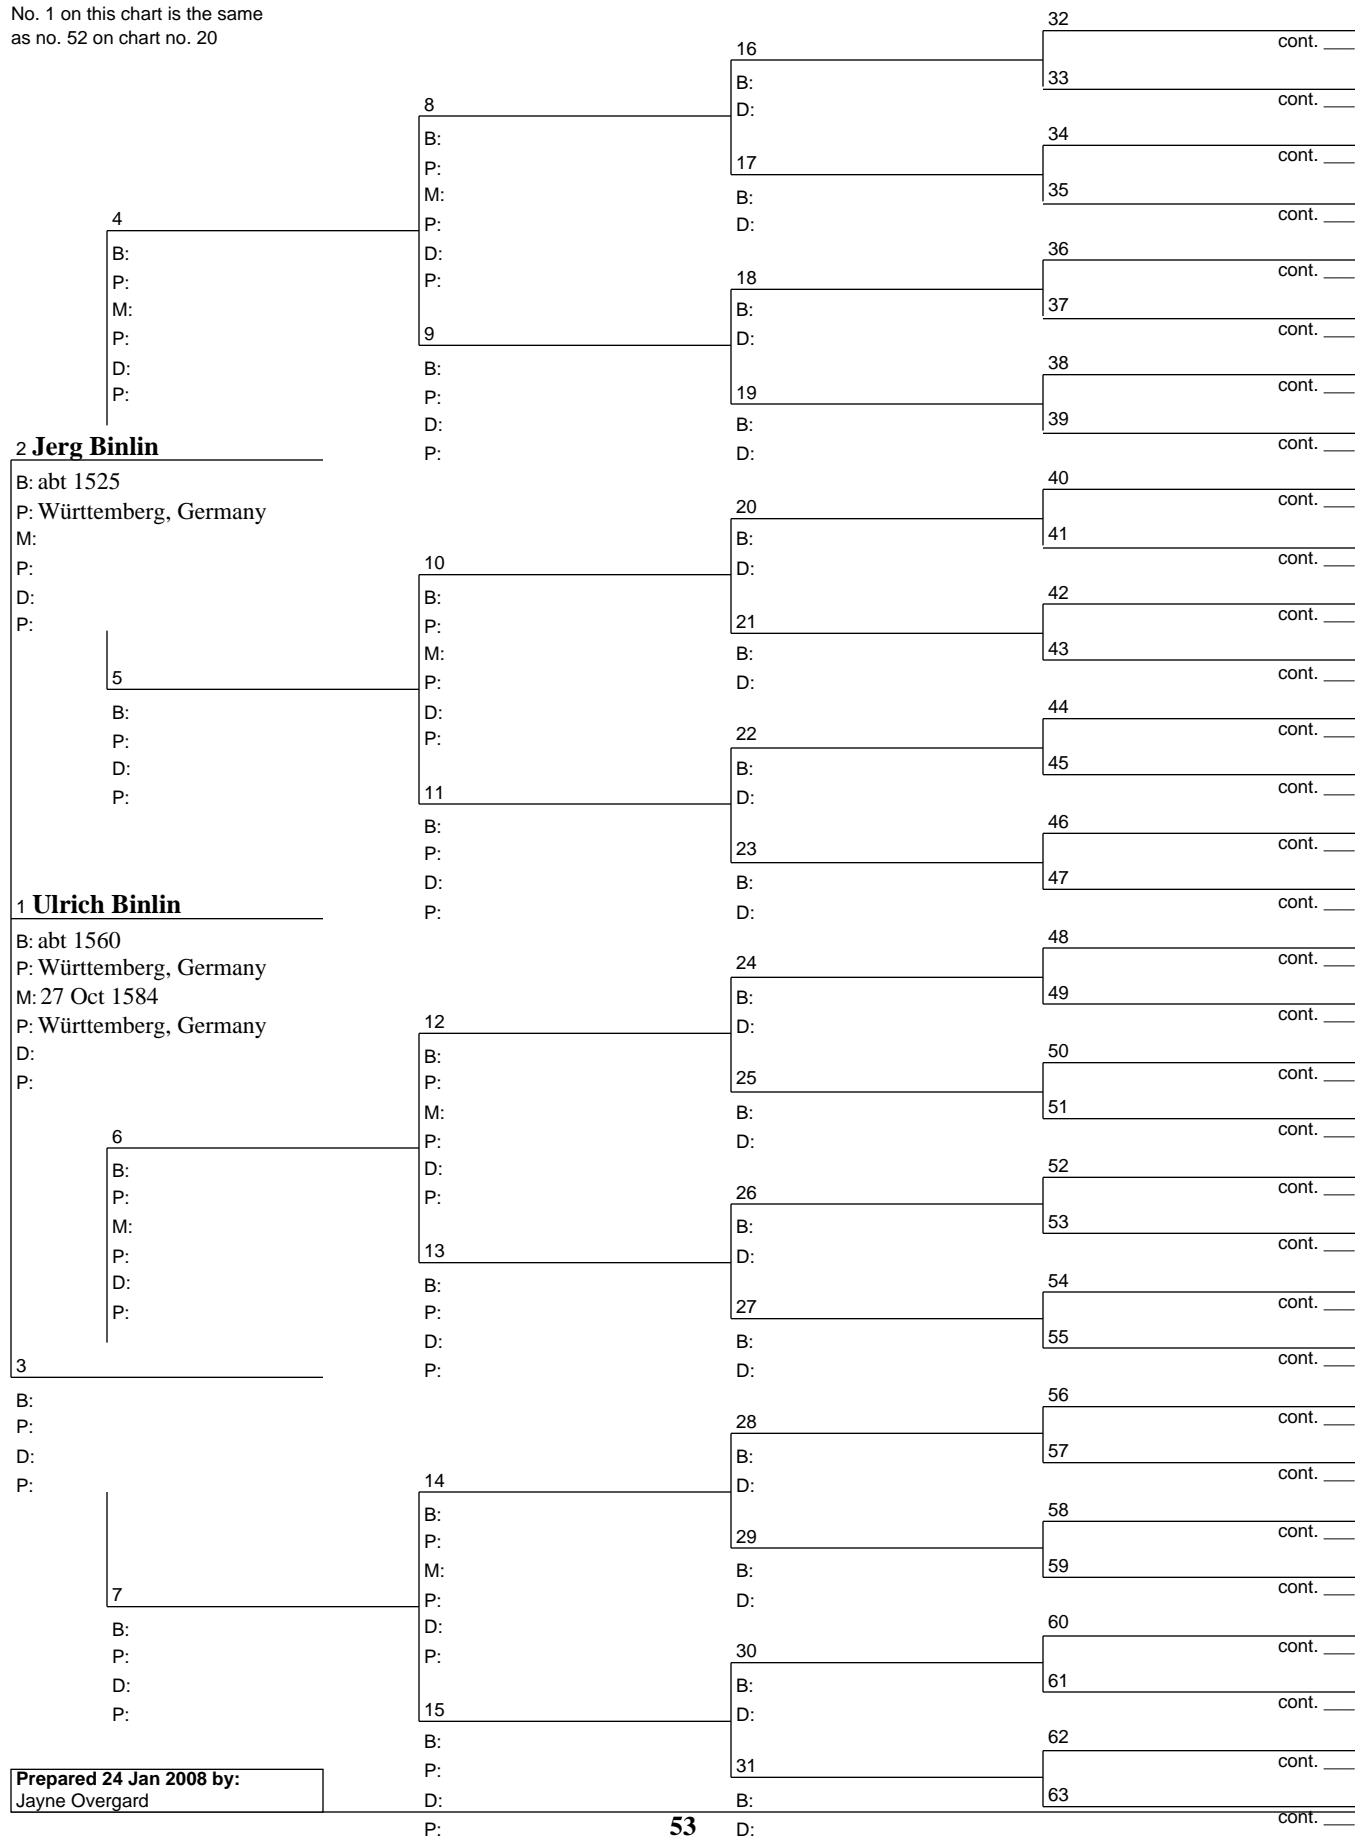 No. 1 on this chart is the same
as no. 52 on chart no. 20
2 Jerg Binlin
B: abt 1525
P: Württemberg, Germany
M:
P:
D:
P:
1 Ulrich Binlin
B: abt 1560
P: Württemberg, Germany
M: 27 Oct 1584
P: Württemberg, Germany
D:
P:
3
B:
P:
D:
P:
4
B:
P:
M:
P:
D:
P:
5
B:
P:
D:
P:
6
B:
P:
M:
P:
D:
P:
7
B:
P:
D:
P:
8
B:
P:
M:
P:
D:
P:
9
B:
P:
D:
P:
10
B:
P:
M:
P:
D:
P:
11
B:
P:
D:
P:
12
B:
P:
M:
P:
D:
P:
13
B:
P:
D:
P:
14
B:
P:
M:
P:
D:
P:
15
B:
P:
D:
P:
16
B:
D:
17
B:
D:
18
B:
D:
19
B:
D:
20
B:
D:
21
B:
D:
22
B:
D:
23
B:
D:
24
B:
D:
25
B:
D:
26
B:
D:
27
B:
D:
28
B:
D:
29
B:
D:
30
B:
D:
31
B:
D:
32
cont. ___
33
cont. ___
34
cont. ___
35
cont. ___
36
cont. ___
37
cont. ___
38
cont. ___
39
cont. ___
40
cont. ___
41
cont. ___
42
cont. ___
43
cont. ___
44
cont. ___
45
cont. ___
46
cont. ___
47
cont. ___
48
cont. ___
49
cont. ___
50
cont. ___
51
cont. ___
52
cont. ___
53
cont. ___
54
cont. ___
55
cont. ___
56
cont. ___
57
cont. ___
58
cont. ___
59
cont. ___
60
cont. ___
61
cont. ___
62
cont. ___
63
cont. ___
Prepared 24 Jan 2008 by:
Jayne Overgard
53